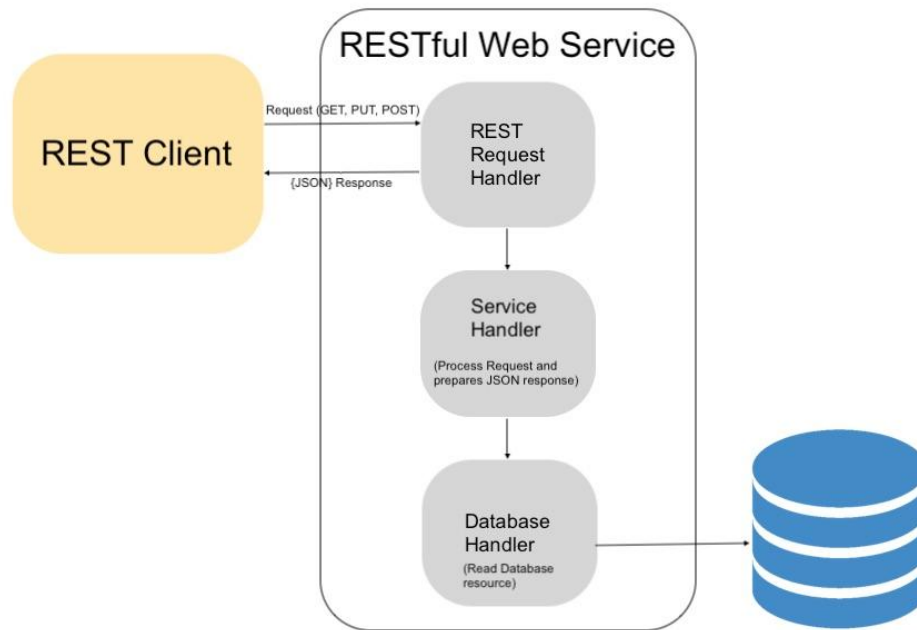 RESTful Web Service
REST Client
Request (GET, PUT, POST)
{JSON} Response
REST
Request
Handler
Service
Handler
(Process Request and
prepares JSON response)
Database
Handler
(Read Database
resource)